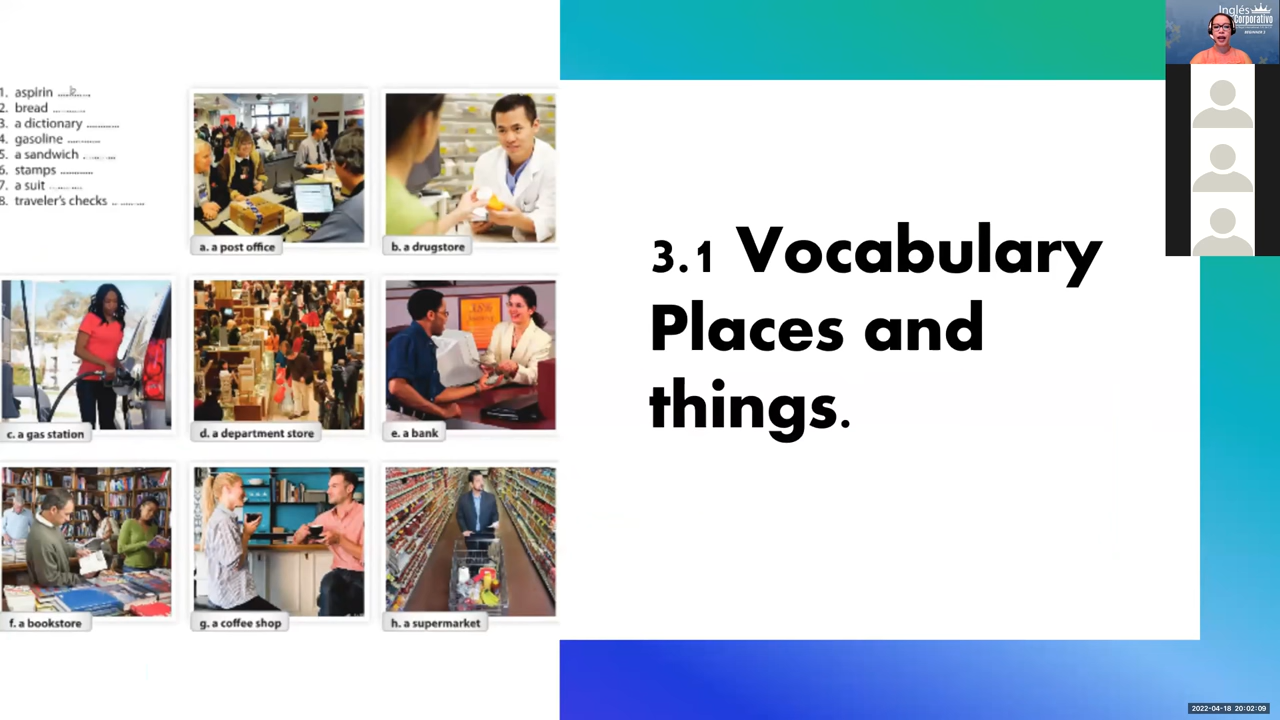 1. aspirin
2. bread
3. a dictionary
4. gasoline
5. a sandwich
6. stamps
7. a suit
8. traveler's checks
a. a post office
b. a drugstore
c. a gas station
d. a department store
e. a bank
f. a bookstore
g. a coffee shop
h. a supermarket
3.1 Vocabulary
Places and
things.
Inglés
Corporativo
BEGINNER 2
2022-04-18 20:02:09